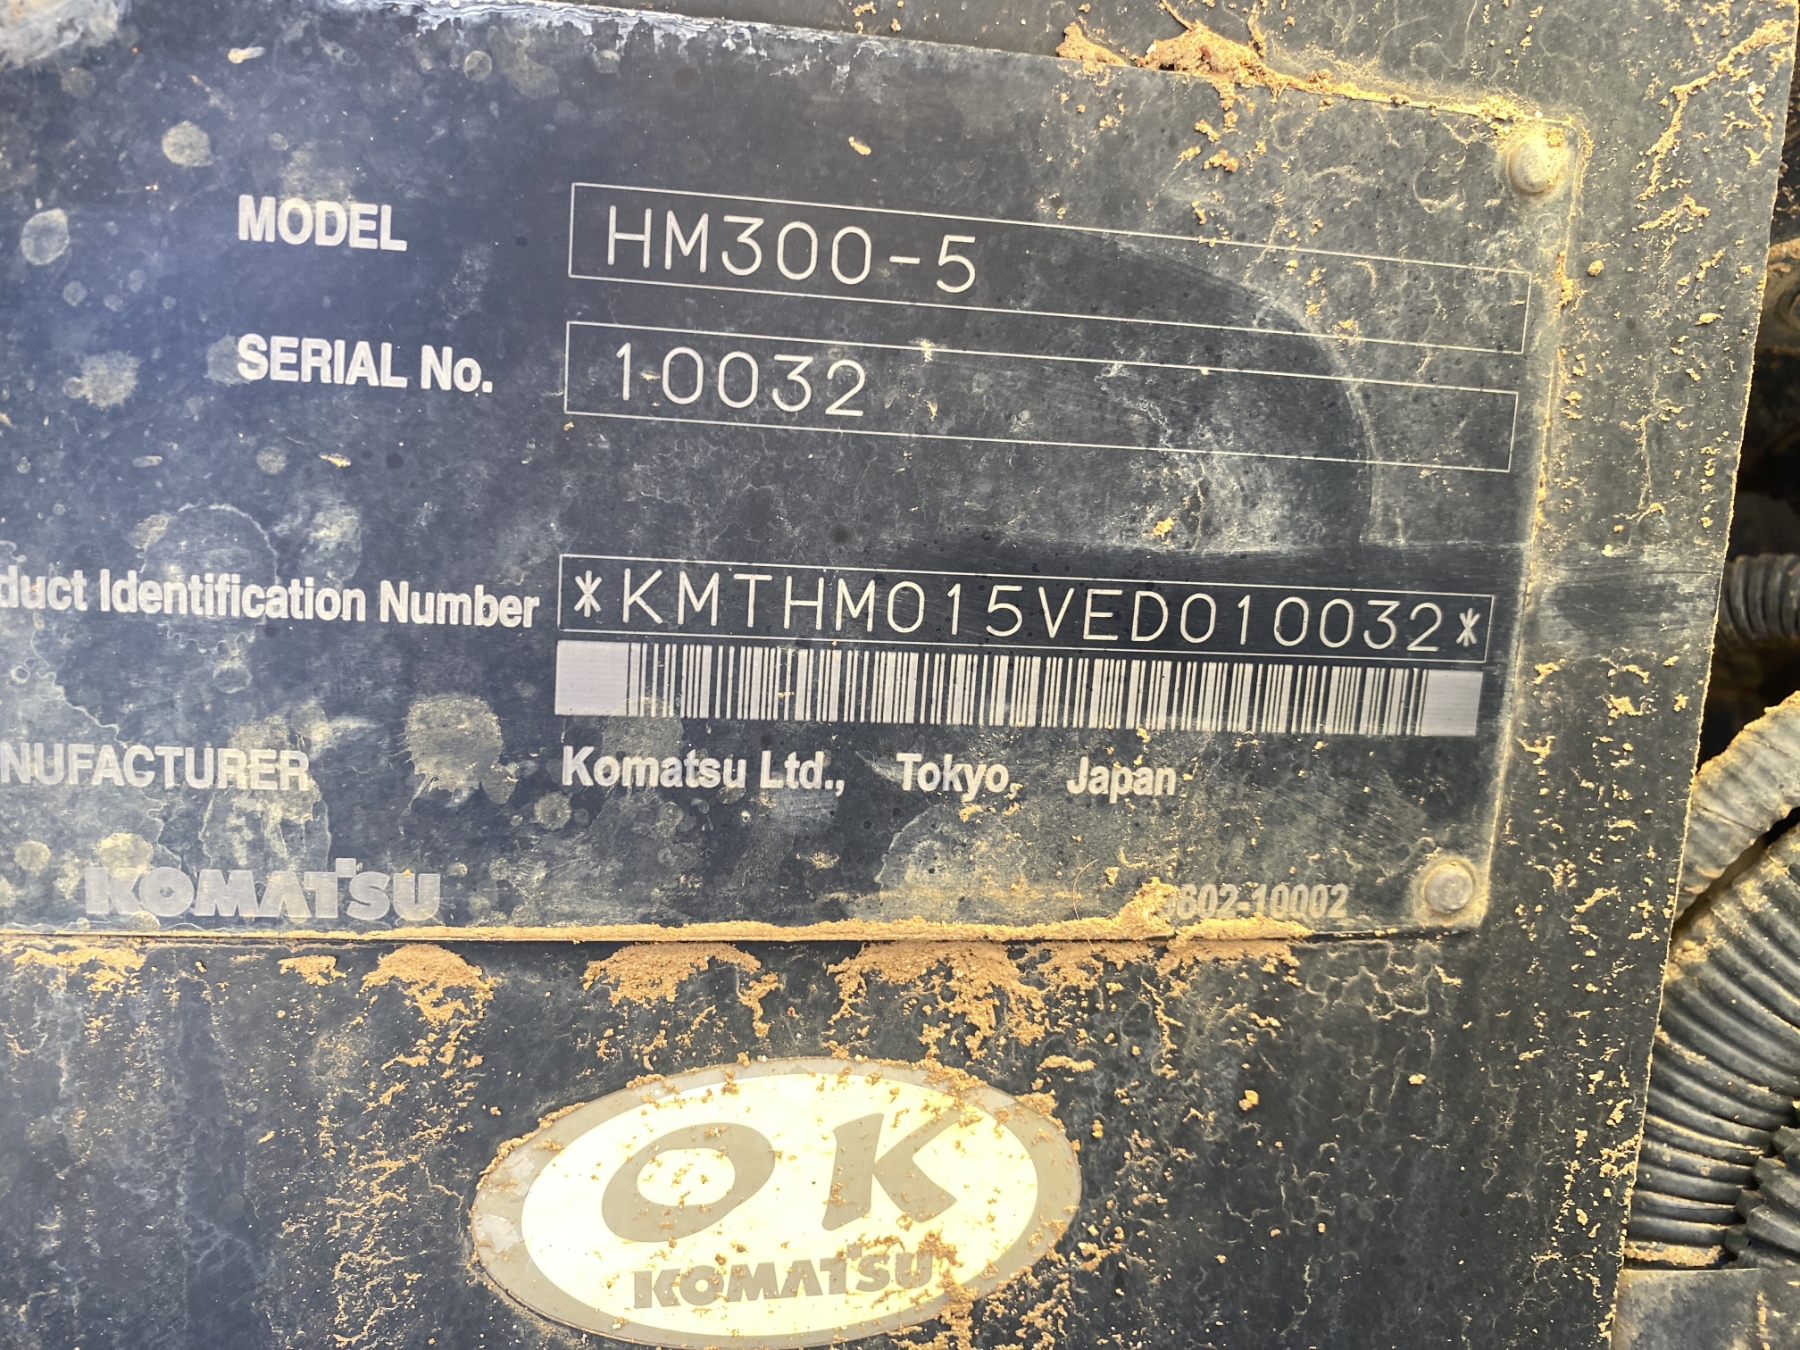 MODEL HM300-5
SERIAL No. 10032
duct Identification Number *KMTHM015VED010032*
NUFACTURER Komatsu Ltd., Tokyo, Japan
KOMATSU
602-10002
OK
KOMATSU